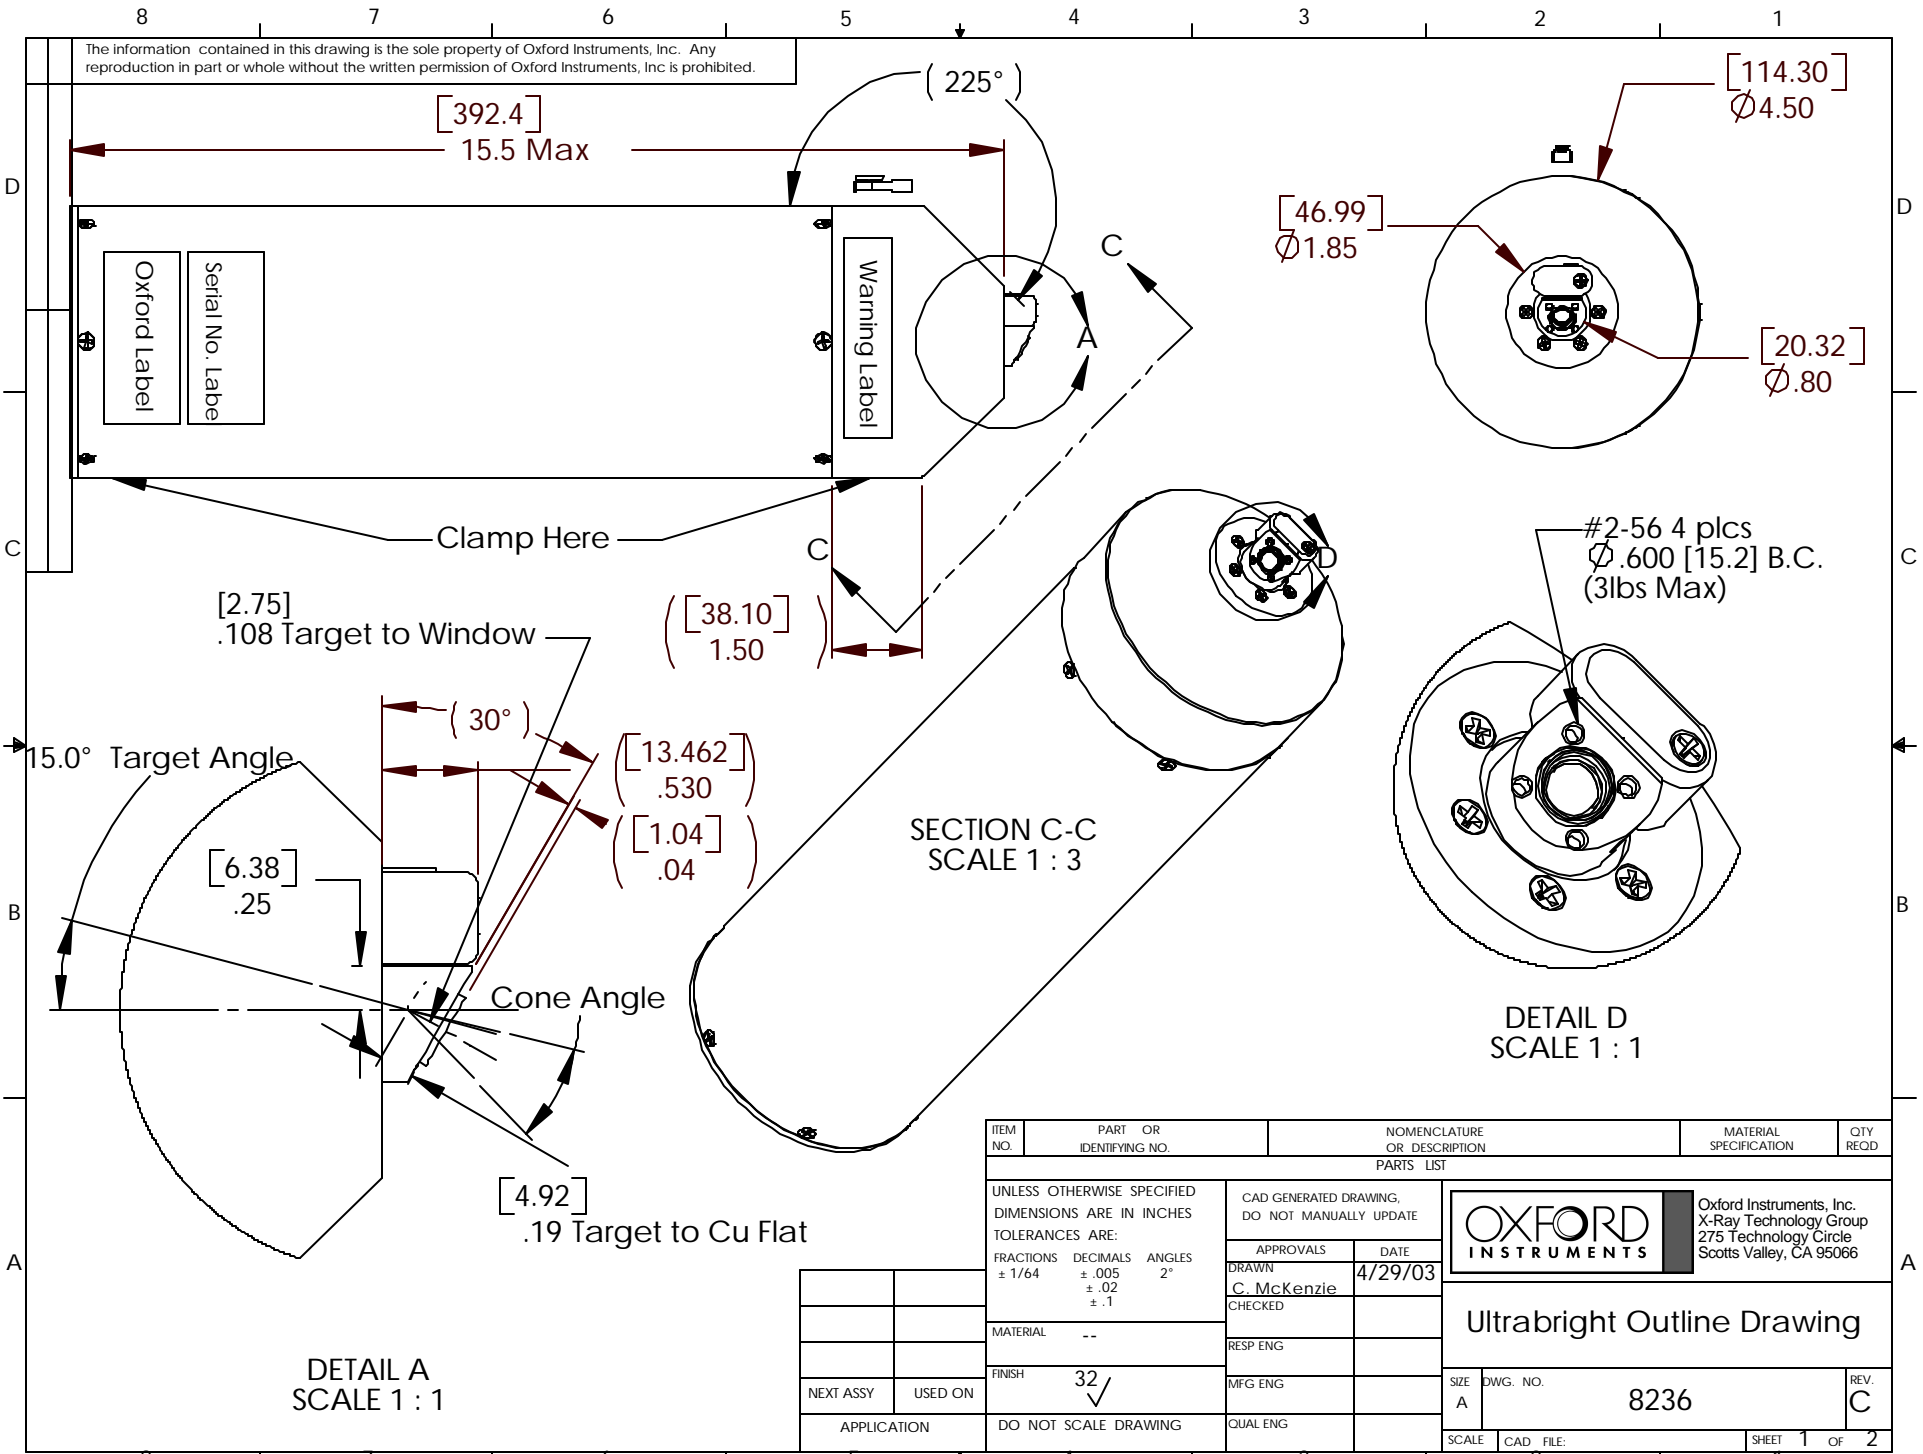 8 7 6 5 4 3 2 1
The information contained in this drawing is the sole property of Oxford Instruments, Inc. Any
reproduction in part or whole without the written permission of Oxford Instruments, Inc is prohibited.
[392.4]
15.5 Max
(225°)
[114.30]
Ø4.50
D
D
[46.99]
Ø1.85
[20.32]
Ø.80
Oxford Label
Serial No. Labe
Warning Label
C
A
Clamp Here
C
C
C
D
#2-56 4 plcs
Ø.600 [15.2] B.C.
(3lbs Max)
[2.75]
.108 Target to Window
([38.10]
1.50)
(30°)
15.0° Target Angle
([13.462]
.530)
([1.04]
.04)
[6.38]
.25
SECTION C-C
SCALE 1 : 3
B
B
Cone Angle
DETAIL D
SCALE 1 : 1
[4.92]
.19 Target to Cu Flat
A
A
DETAIL A
SCALE 1 : 1
ITEM
NO.
PART OR
IDENTIFYING NO.
NOMENCLATURE
OR DESCRIPTION
MATERIAL
SPECIFICATION
QTY
REQD
PARTS LIST
UNLESS OTHERWISE SPECIFIED
DIMENSIONS ARE IN INCHES
TOLERANCES ARE:
FRACTIONS DECIMALS ANGLES
± 1/64 ± .005 2°
± .02
± .1
MATERIAL --
FINISH 32
DO NOT SCALE DRAWING
NEXT ASSY USED ON
APPLICATION
CAD GENERATED DRAWING,
DO NOT MANUALLY UPDATE
APPROVALS DATE
DRAWN
C. McKenzie 4/29/03
CHECKED
RESP ENG
MFG ENG
QUAL ENG
OXFORD
INSTRUMENTS
Oxford Instruments, Inc.
X-Ray Technology Group
275 Technology Circle
Scotts Valley, CA 95066
Ultrabright Outline Drawing
SIZE
A
DWG. NO.
8236
REV.
C
SCALE CAD FILE: SHEET 1 OF 2